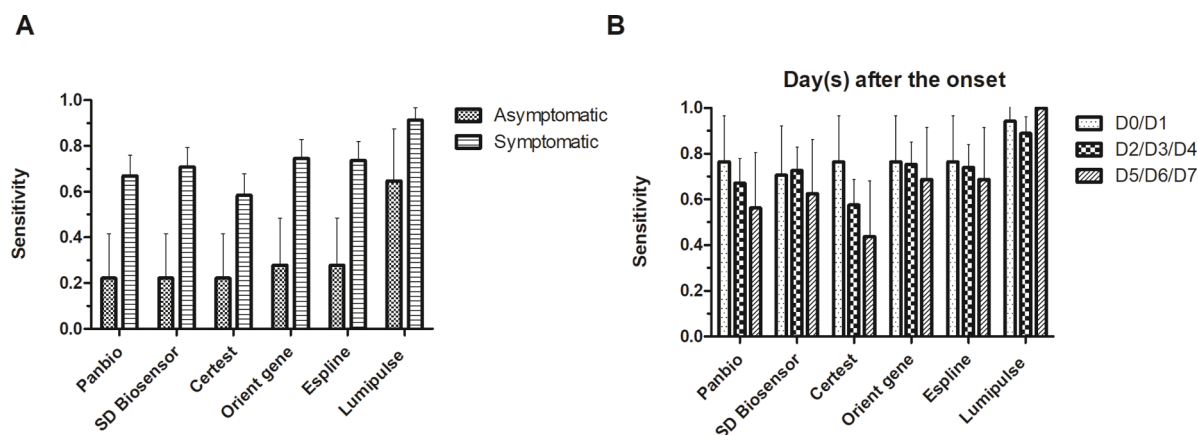 A
Sensitivity
1.0
0.8
0.6
0.4
0.2
0.0
Panbio
SD Biosensor
Certest
Orient gene
Espline
Lumipulse
Asymptomatic
Symptomatic
B
Day(s) after the onset
Sensitivity
1.0
0.8
0.6
0.4
0.2
0.0
Panbio
SD Biosensor
Certest
Orient gene
Espline
Lumipulse
D0/D1
D2/D3/D4
D5/D6/D7